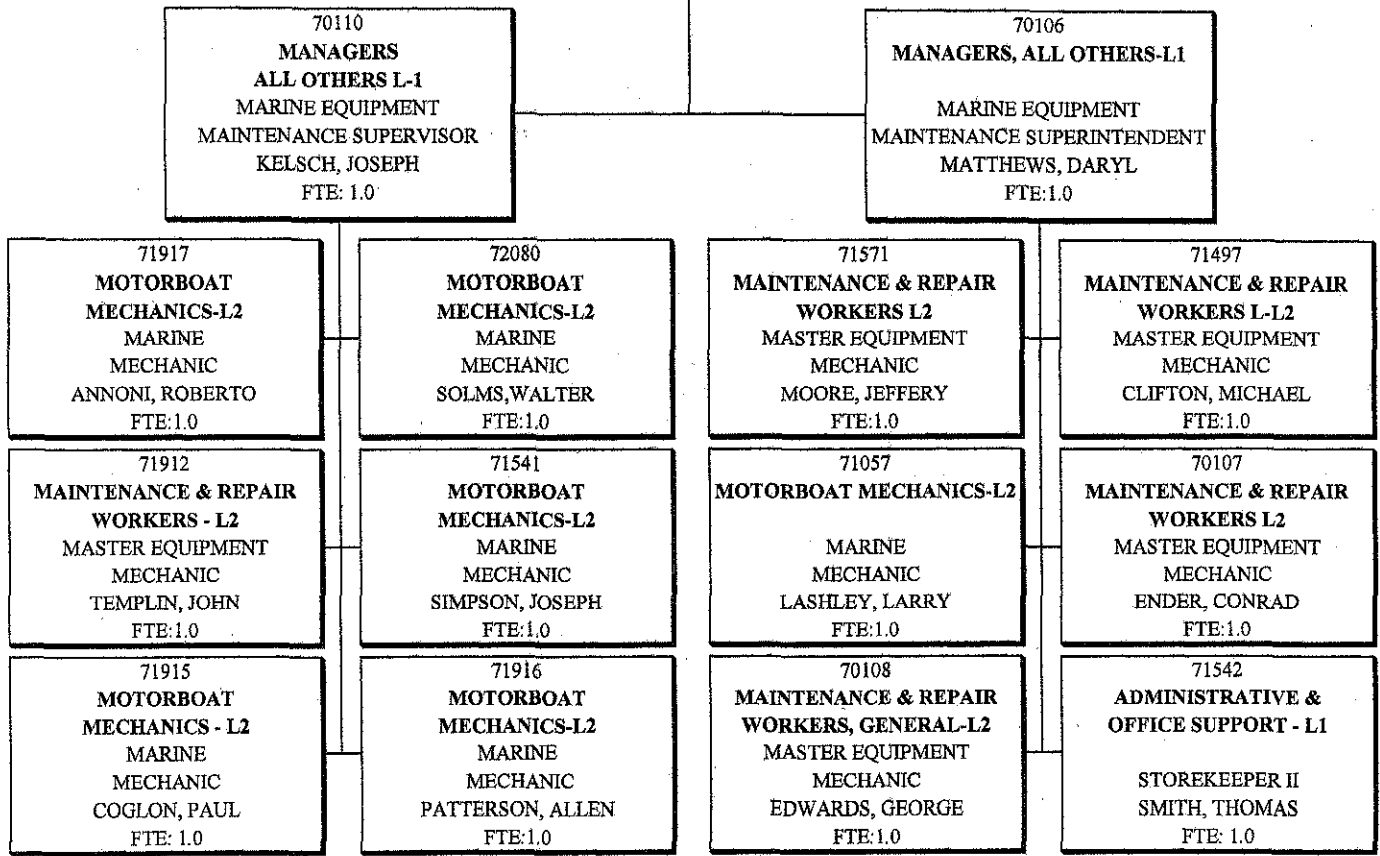 70110
MANAGERS
ALL OTHERS L-1
MARINE EQUIPMENT
MAINTENANCE SUPERVISOR
KELSCH, JOSEPH
FTE: 1.0
70106
MANAGERS, ALL OTHERS-L1
MARINE EQUIPMENT
MAINTENANCE SUPERINTENDENT
MATTHEWS, DARYL
FTE:1.0
71917
MOTORBOAT
MECHANICS-L2
MARINE
MECHANIC
ANNONI, ROBERTO
FTE:1.0
72080
MOTORBOAT
MECHANICS-L2
MARINE
MECHANIC
SOLMS,WALTER
FTE:1.0
71571
MAINTENANCE & REPAIR
WORKERS L2
MASTER EQUIPMENT
MECHANIC
MOORE, JEFFERY
FTE:1.0
71497
MAINTENANCE & REPAIR
WORKERS L-L2
MASTER EQUIPMENT
MECHANIC
CLIFTON, MICHAEL
FTE:1.0
71912
MAINTENANCE & REPAIR
WORKERS - L2
MASTER EQUIPMENT
MECHANIC
TEMPLIN, JOHN
FTE:1.0
71541
MOTORBOAT
MECHANICS-L2
MARINE
MECHANIC
SIMPSON, JOSEPH
FTE:1.0
71057
MOTORBOAT MECHANICS-L2
MARINE
MECHANIC
LASHLEY, LARRY
FTE:1.0
70107
MAINTENANCE & REPAIR
WORKERS L2
MASTER EQUIPMENT
MECHANIC
ENDER, CONRAD
FTE:1.0
71915
MOTORBOAT
MECHANICS - L2
MARINE
MECHANIC
COGLON, PAUL
FTE: 1.0
71916
MOTORBOAT
MECHANICS-L2
MARINE
MECHANIC
PATTERSON, ALLEN
FTE:1.0
70108
MAINTENANCE & REPAIR
WORKERS, GENERAL-L2
MASTER EQUIPMENT
MECHANIC
EDWARDS, GEORGE
FTE:1.0
71542
ADMINISTRATIVE &
OFFICE SUPPORT - L1
STOREKEEPER II
SMITH, THOMAS
FTE: 1.0